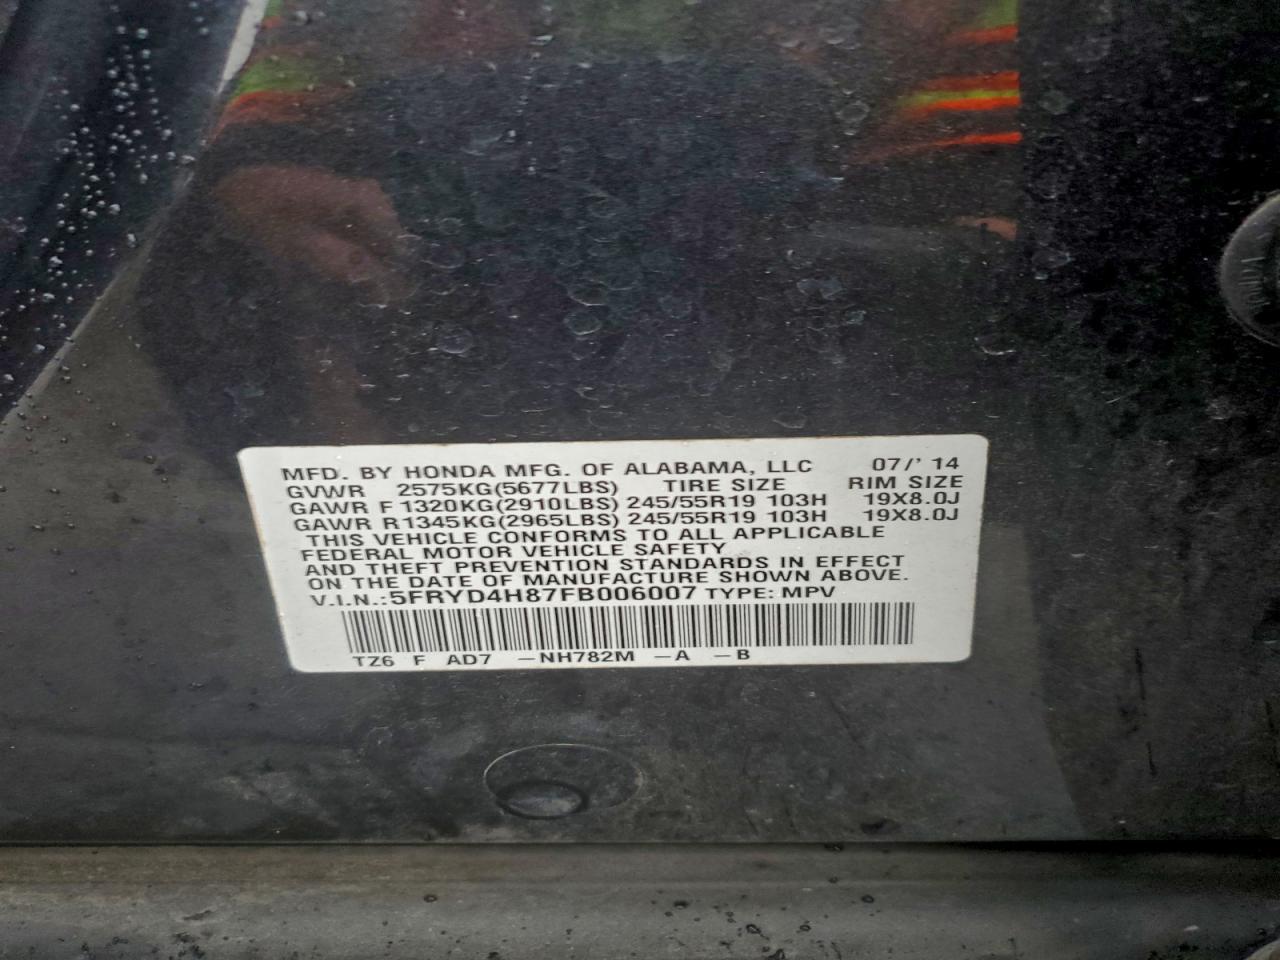 MFD. BY HONDA MFG. OF ALABAMA, LLC 07/' 14
GVWR 2575KG(5677LBS) TIRE SIZE RIM SIZE
GAWR F 1320KG(2910LBS) 245/55R19 103H 19X8.0J
GAWR R1345KG(2965LBS) 245/55R19 103H 19X8.0J
THIS VEHICLE CONFORMS TO ALL APPLICABLE
FEDERAL MOTOR VEHICLE SAFETY
AND THEFT PREVENTION STANDARDS IN EFFECT
ON THE DATE OF MANUFACTURE SHOWN ABOVE.
V.I.N.:5FRYD4H87FB006007 TYPE: MPV
TZ6 F AD7 -NH782M -A -B